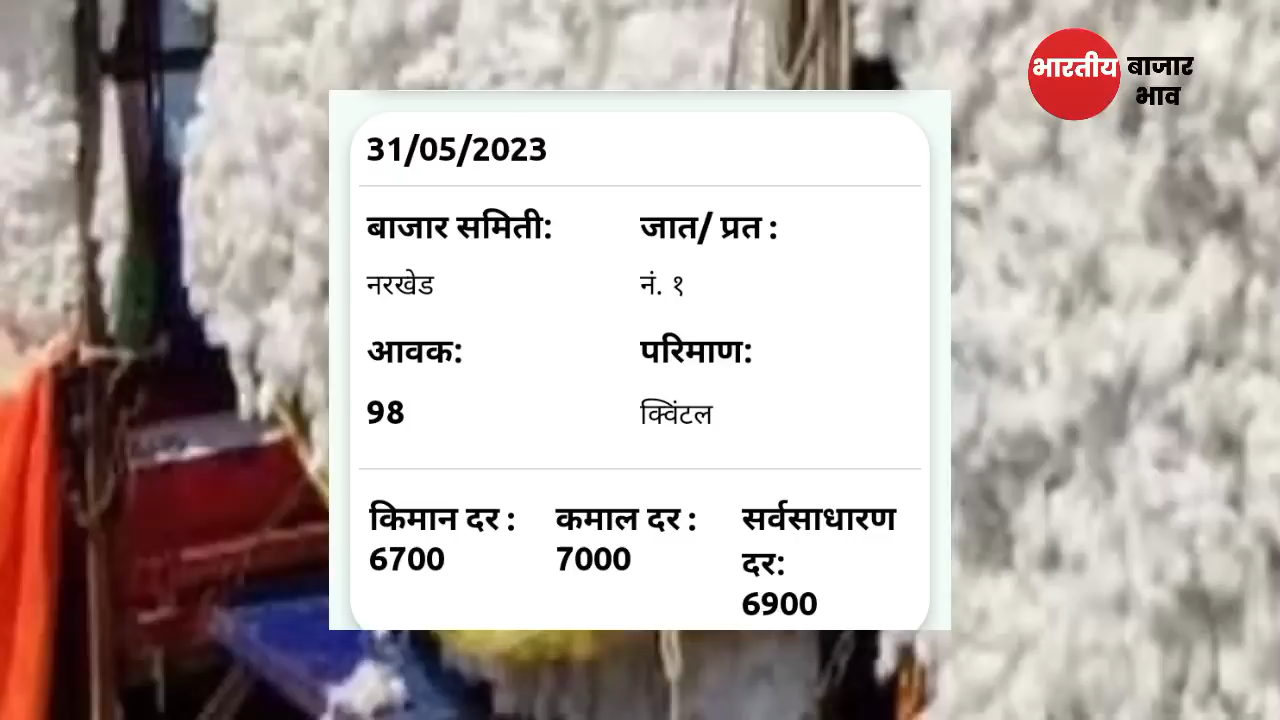 भारतीय बाजार
भाव
31/05/2023
बाजार समिती: जात/ प्रत :
नरखेड नं. १
आवक: परिमाण:
98 क्विंटल
किमान दर : कमाल दर : सर्वसाधारण
6700 7000 दर:
6900